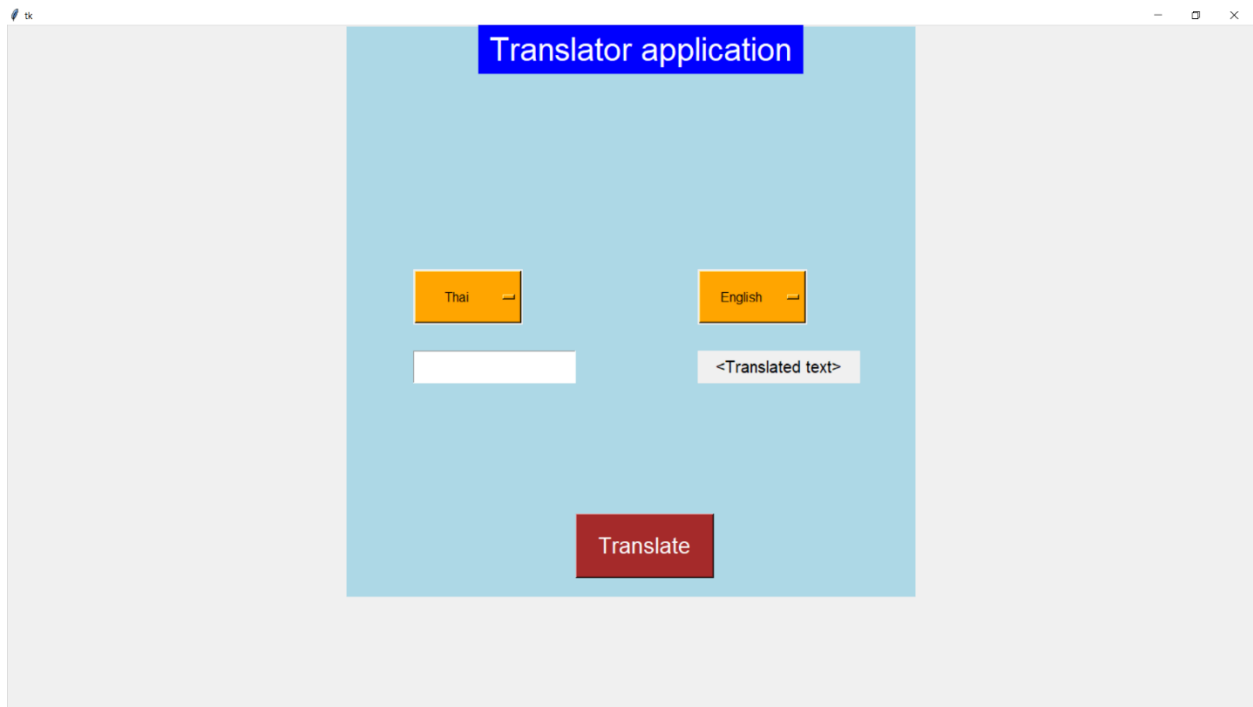 tk
Translator application
Thai
English
<Translated text>
Translate